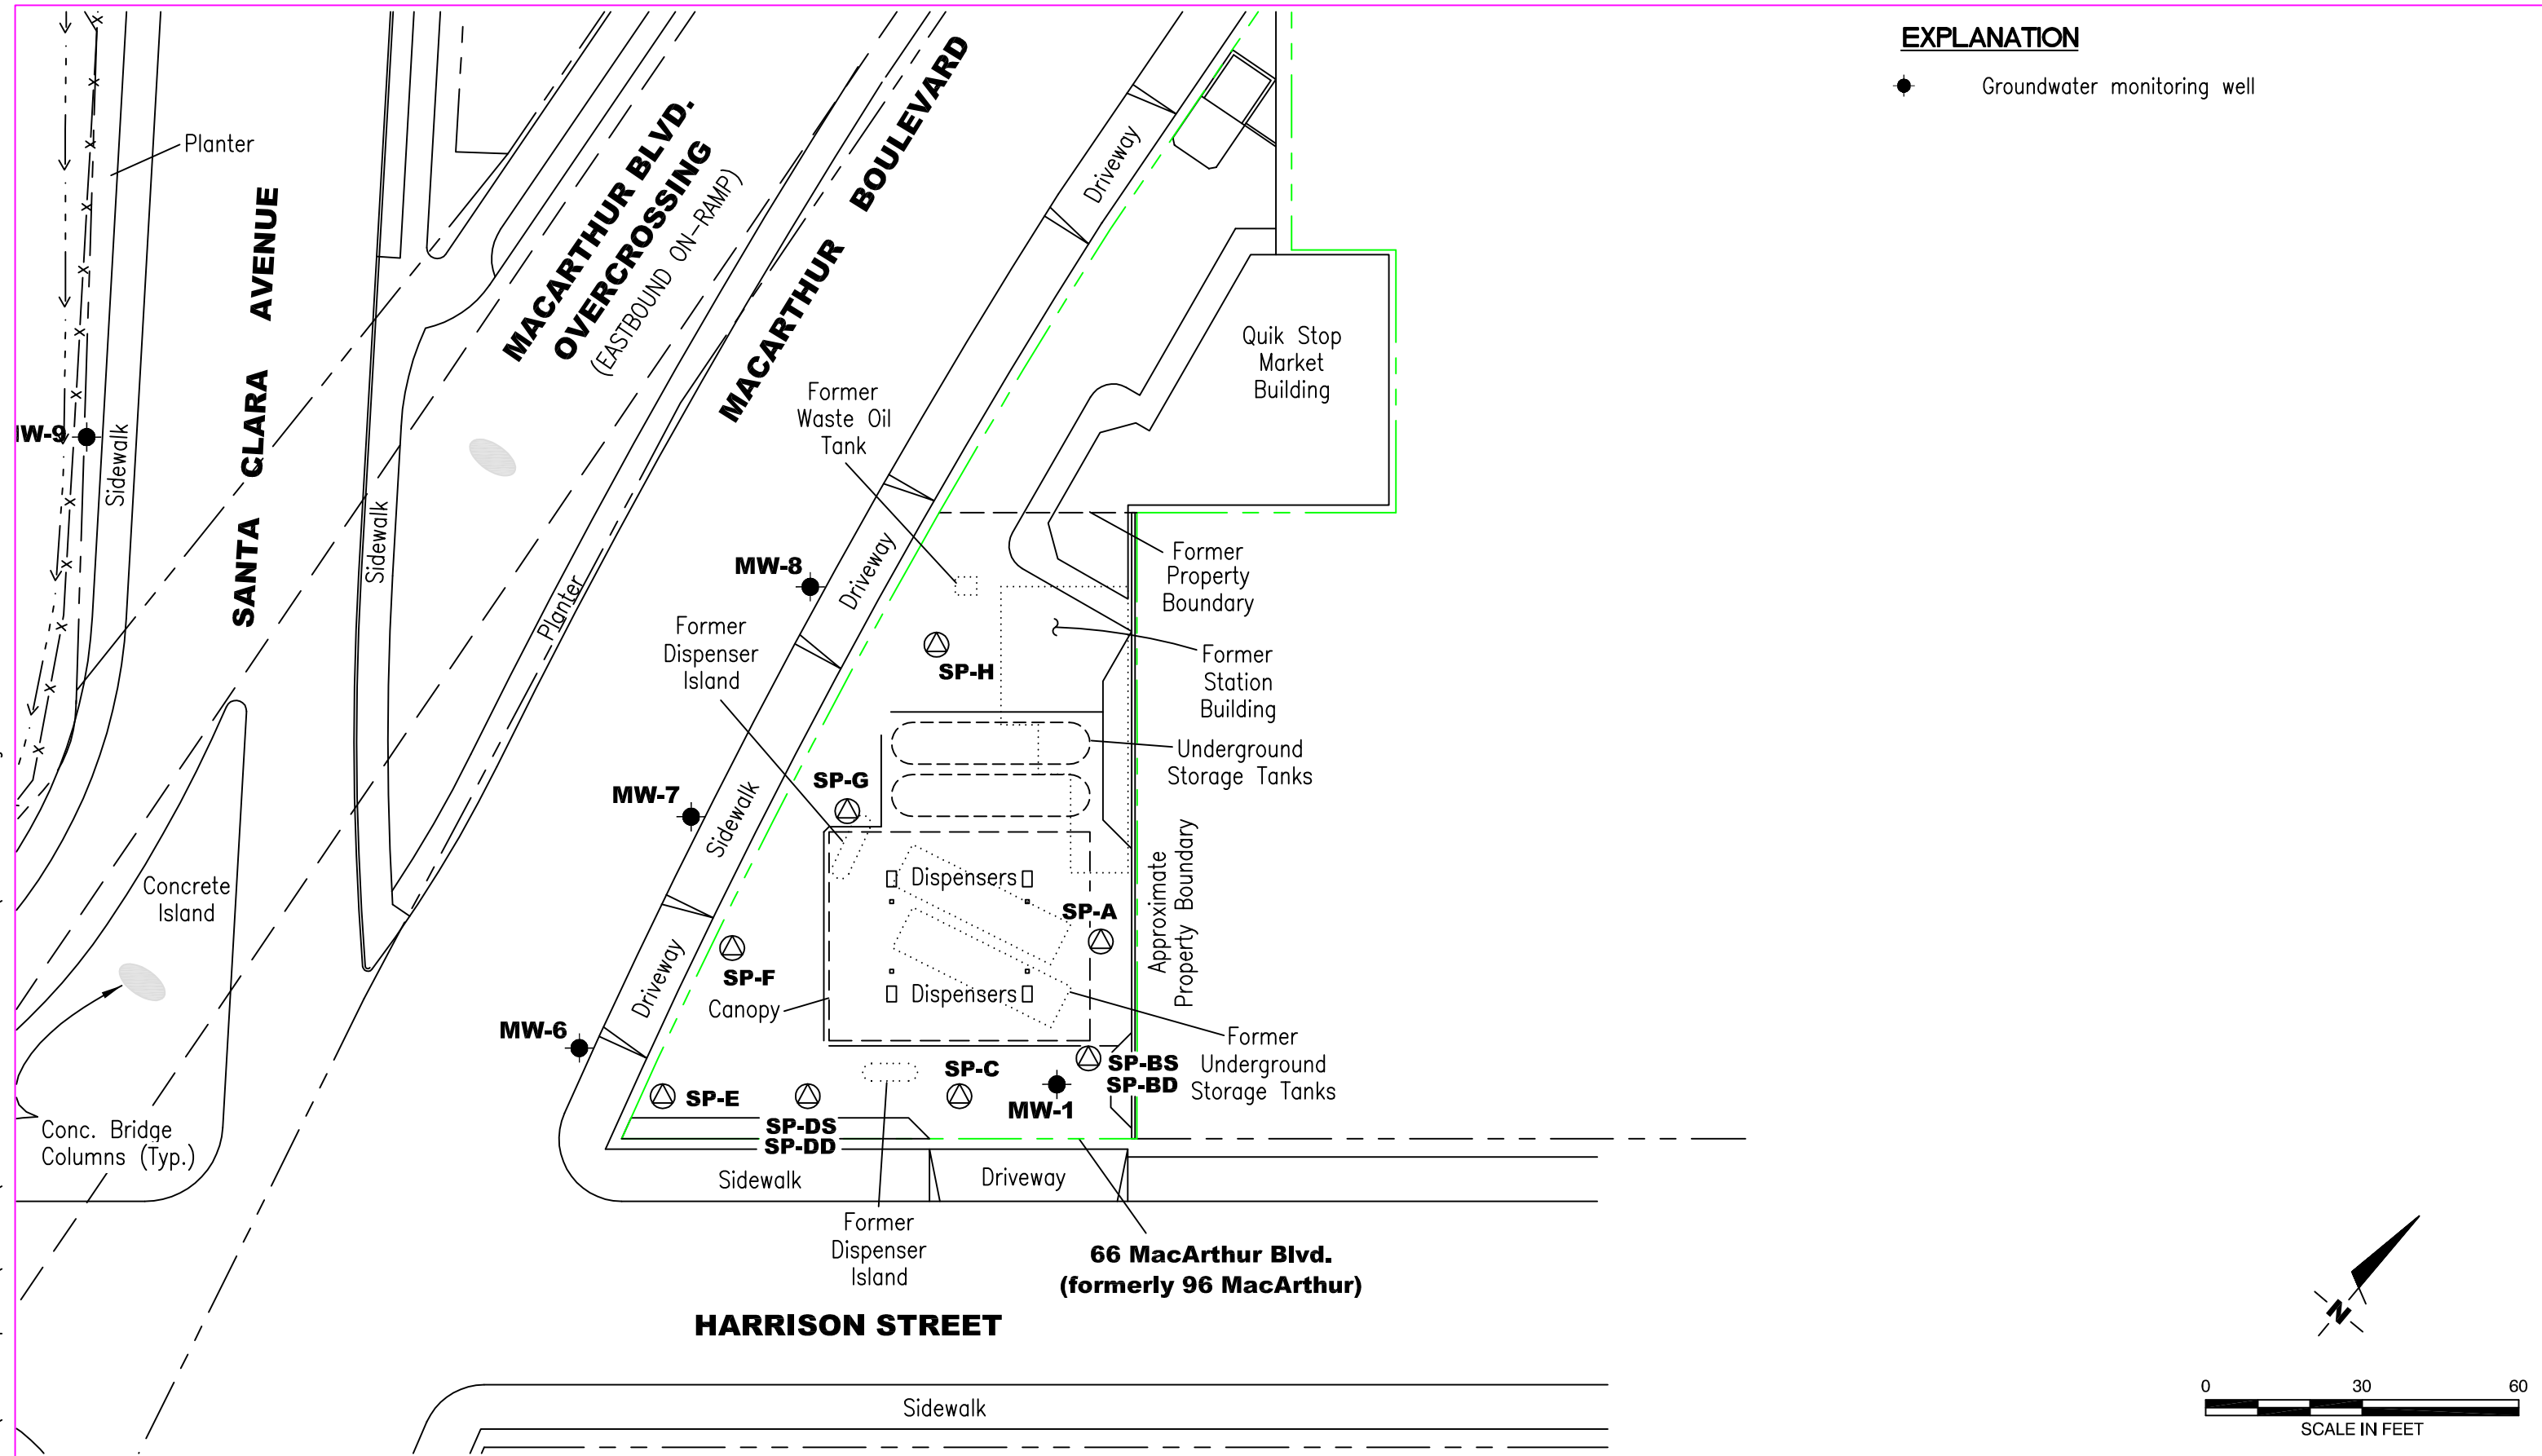 EXPLANATION
Groundwater monitoring well
Planter
SANTA CLARA AVENUE
MACARTHUR BLVD.
OVERCROSSING
(EASTBOUND ON-RAMP)
MACARTHUR BOULEVARD
Driveway
Quik Stop
Market
Building
Former
Waste Oil
Tank
IW-9
Sidewalk
Sidewalk
Planter
MW-8
Driveway
Former
Property
Boundary
Former
Dispenser
Island
SP-H
Former
Station
Building
Underground
Storage Tanks
SP-G
MW-7
Sidewalk
Concrete
Island
Dispensers
SP-A
Approximate
Property Boundary
SP-F
Driveway
Canopy
Dispensers
MW-6
Former
Underground
Storage Tanks
SP-C
SP-BS
SP-BD
SP-E
MW-1
SP-DS
SP-DD
Conc. Bridge
Columns (Typ.)
Sidewalk
Driveway
Former
Dispenser
Island
66 MacArthur Blvd.
(formerly 96 MacArthur)
HARRISON STREET
N
Sidewalk
0 30 60
SCALE IN FEET